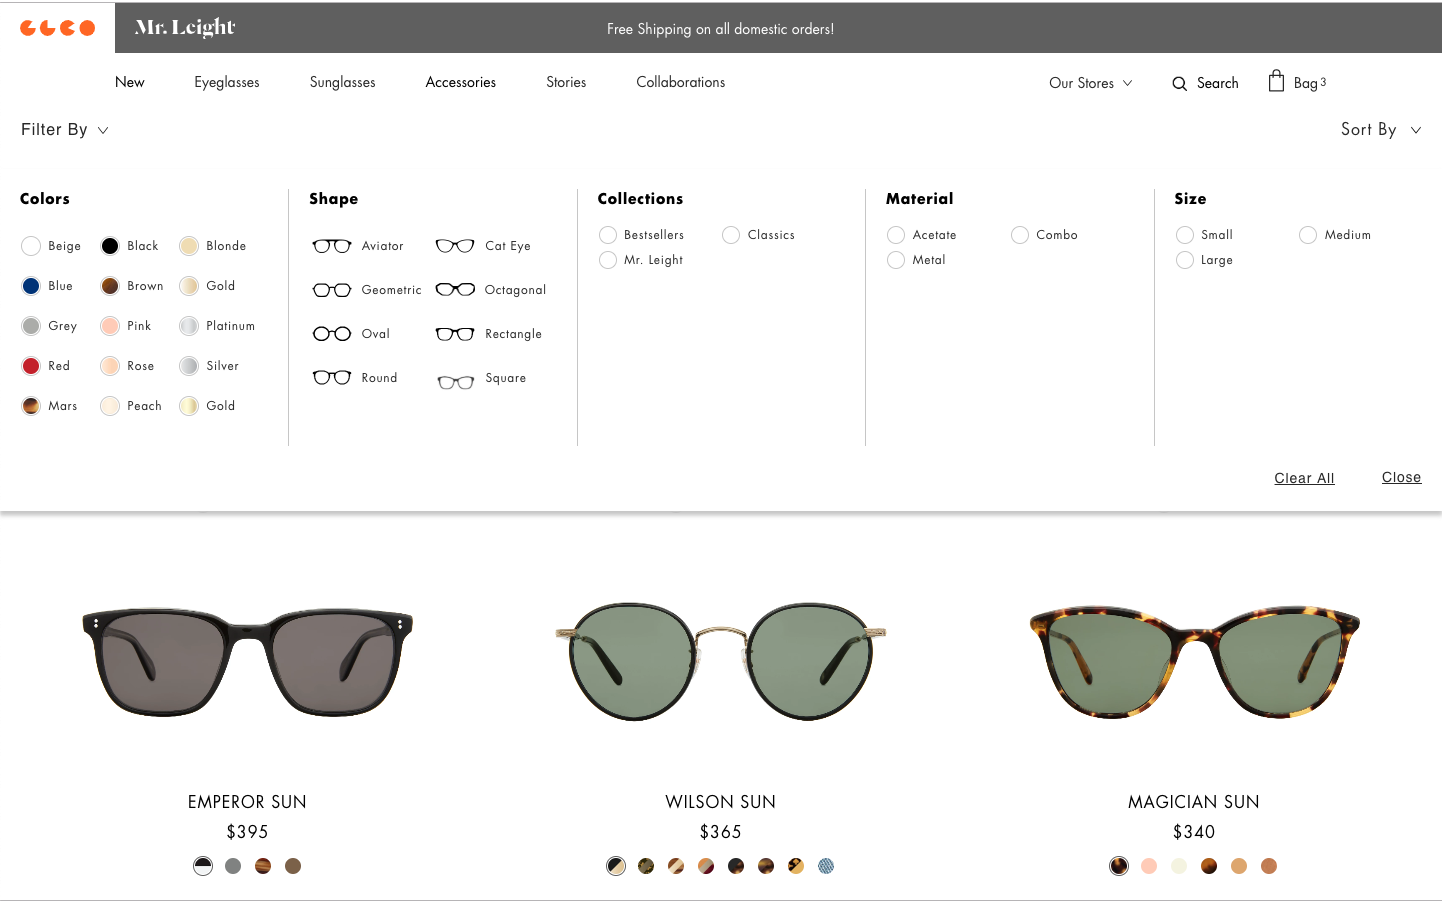 GLCO
Mr. Leight
Free Shipping on all domestic orders!
New Eyeglasses Sunglasses Accessories Stories Collaborations Our Stores Search Bag 3
Filter By Sort By
Colors
Beige Black Blonde
Blue Brown Gold
Grey Pink Platinum
Red Rose Silver
Mars Peach Gold
Shape
Aviator Cat Eye
Geometric Octagonal
Oval Rectangle
Round Square
Collections
Bestsellers Classics
Mr. Leight
Material
Acetate Combo
Metal
Size
Small Medium
Large
Clear All Close
EMPEROR SUN
$395
WILSON SUN
$365
MAGICIAN SUN
$340